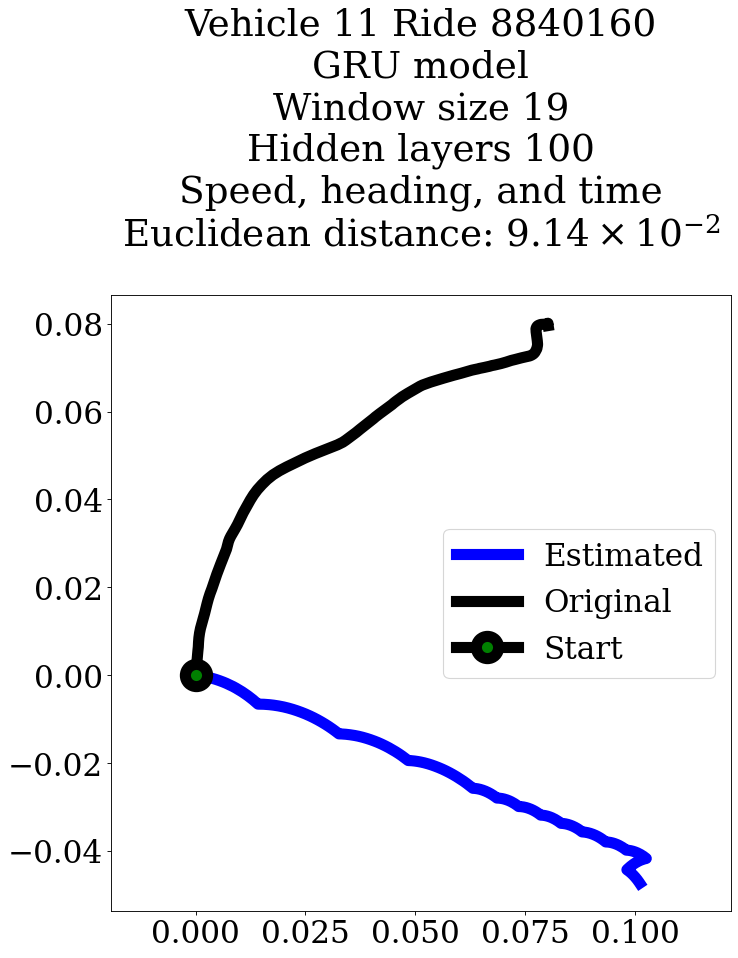 Vehicle 11 Ride 8840160
GRU model
Window size 19
Hidden layers 100
Speed, heading, and time
Euclidean distance: 9.14 × 10⁻²
0.08
0.06
0.04
0.02
0.00
−0.02
−0.04
Estimated
Original
Start
0.000 0.025 0.050 0.075 0.100